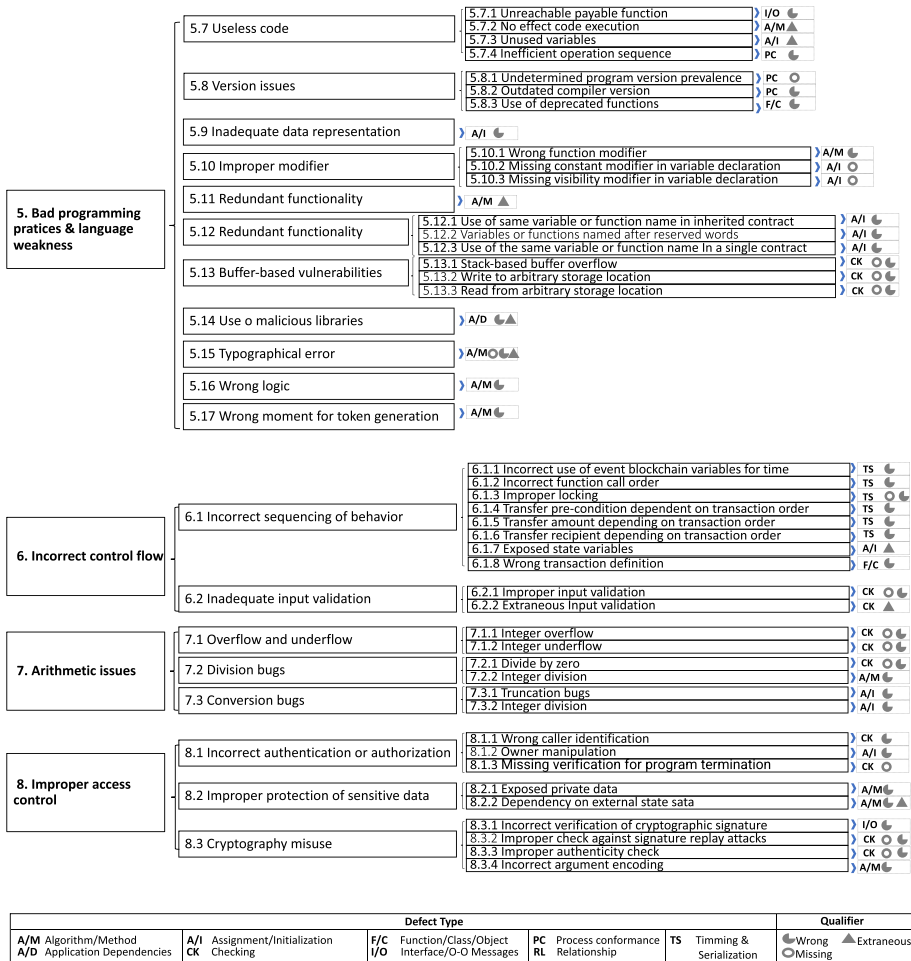 5. Bad programming
pratices & language
weakness
5.7 Useless code
5.7.1 Unreachable payable function I/O
5.7.2 No effect code execution A/M
5.7.3 Unused variables A/I
5.7.4 Inefficient operation sequence PC
5.8 Version issues
5.8.1 Undetermined program version prevalence PC
5.8.2 Outdated compiler version PC
5.8.3 Use of deprecated functions F/C
5.9 Inadequate data representation A/I
5.10 Improper modifier
5.10.1 Wrong function modifier A/M
5.10.2 Missing constant modifier in variable declaration A/I
5.10.3 Missing visibility modifier in variable declaration A/I
5.11 Redundant functionality A/M
5.12 Redundant functionality
5.12.1 Use of same variable or function name in inherited contract A/I
5.12.2 Variables or functions named after reserved words A/I
5.12.3 Use of the same variable or function name In a single contract A/I
5.13 Buffer-based vulnerabilities
5.13.1 Stack-based buffer overflow CK
5.13.2 Write to arbitrary storage location CK
5.13.3 Read from arbitrary storage location CK
5.14 Use o malicious libraries A/D
5.15 Typographical error A/M
5.16 Wrong logic A/M
5.17 Wrong moment for token generation A/M
6. Incorrect control flow
6.1 Incorrect sequencing of behavior
6.1.1 Incorrect use of event blockchain variables for time TS
6.1.2 Incorrect function call order TS
6.1.3 Improper locking TS
6.1.4 Transfer pre-condition dependent on transaction order TS
6.1.5 Transfer amount depending on transaction order TS
6.1.6 Transfer recipient depending on transaction order TS
6.1.7 Exposed state variables A/I
6.1.8 Wrong transaction definition F/C
6.2 Inadequate input validation
6.2.1 Improper input validation CK
6.2.2 Extraneous Input validation CK
7. Arithmetic issues
7.1 Overflow and underflow
7.1.1 Integer overflow CK
7.1.2 Integer underflow CK
7.2 Division bugs
7.2.1 Divide by zero CK
7.2.2 Integer division A/M
7.3 Conversion bugs
7.3.1 Truncation bugs A/I
7.3.2 Integer division A/I
8. Improper access
control
8.1 Incorrect authentication or authorization
8.1.1 Wrong caller identification CK
8.1.2 Owner manipulation A/I
8.1.3 Missing verification for program termination CK
8.2 Improper protection of sensitive data
8.2.1 Exposed private data A/M
8.2.2 Dependency on external state sata A/M
8.3 Cryptography misuse
8.3.1 Incorrect verification of cryptographic signature I/O
8.3.2 Improper check against signature replay attacks CK
8.3.3 Improper authenticity check CK
8.3.4 Incorrect argument encoding A/M
Defect Type Qualifier
A/M Algorithm/Method A/I Assignment/Initialization F/C Function/Class/Object PC Process conformance TS Timming & Wrong Extraneous
A/D Application Dependencies CK Checking I/O Interface/O-O Messages RL Relationship Serialization Missing